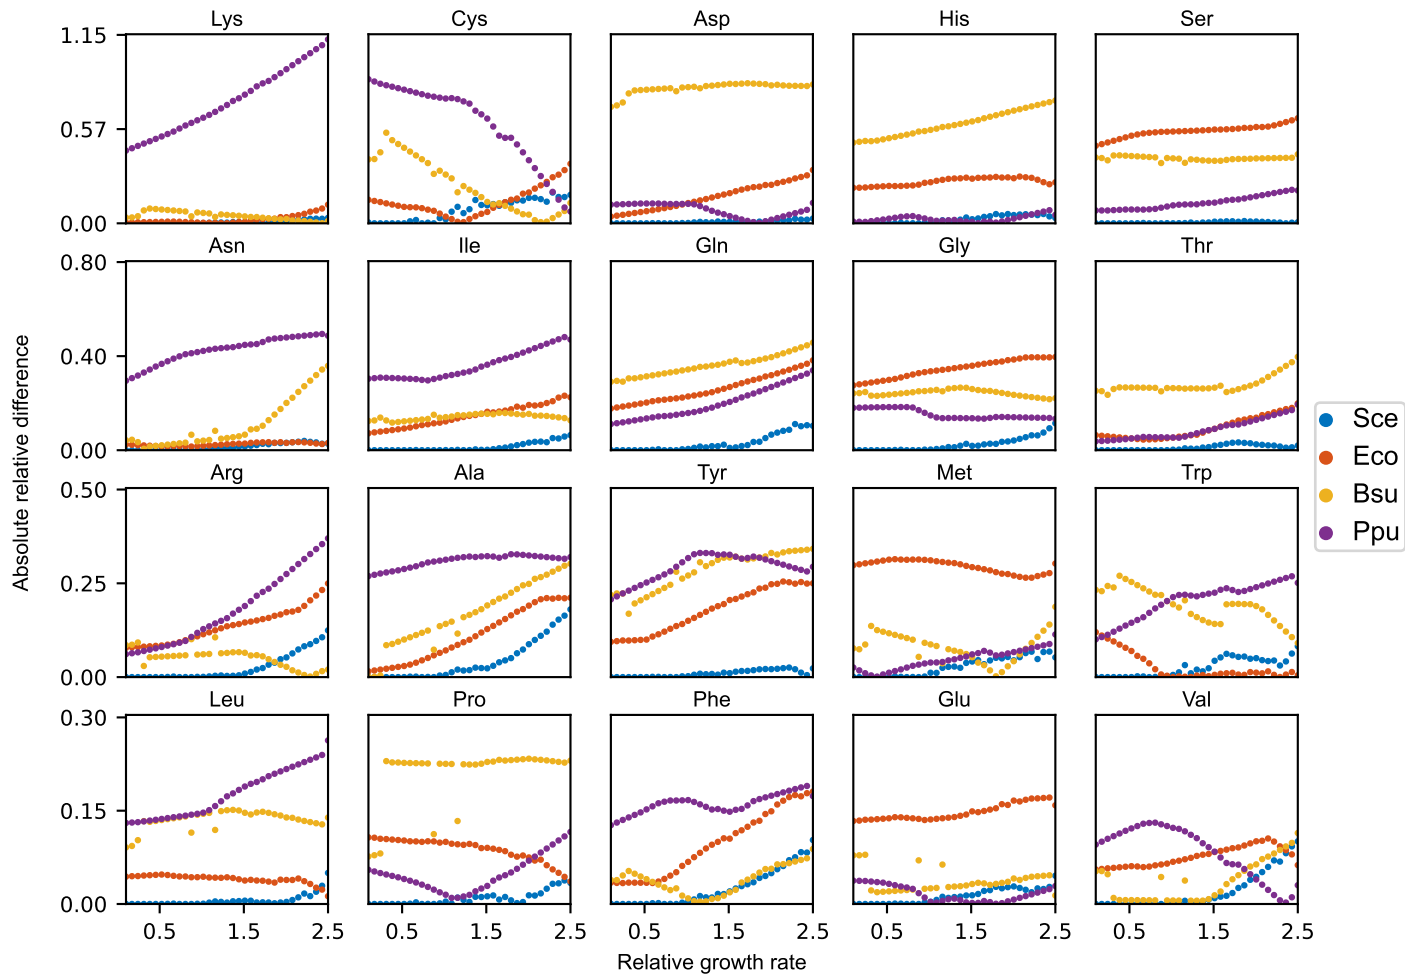 Lys Cys Asp His Ser
1.15
0.57
0.00
Asn Ile Gln Gly Thr
0.80
0.40
0.00
Arg Ala Tyr Met Trp
0.50
0.25
0.00
Leu Pro Phe Glu Val
0.30
0.15
0.00
0.5 1.5 2.5 0.5 1.5 2.5 0.5 1.5 2.5 0.5 1.5 2.5 0.5 1.5 2.5
Absolute relative difference
Relative growth rate
Sce
Eco
Bsu
Ppu